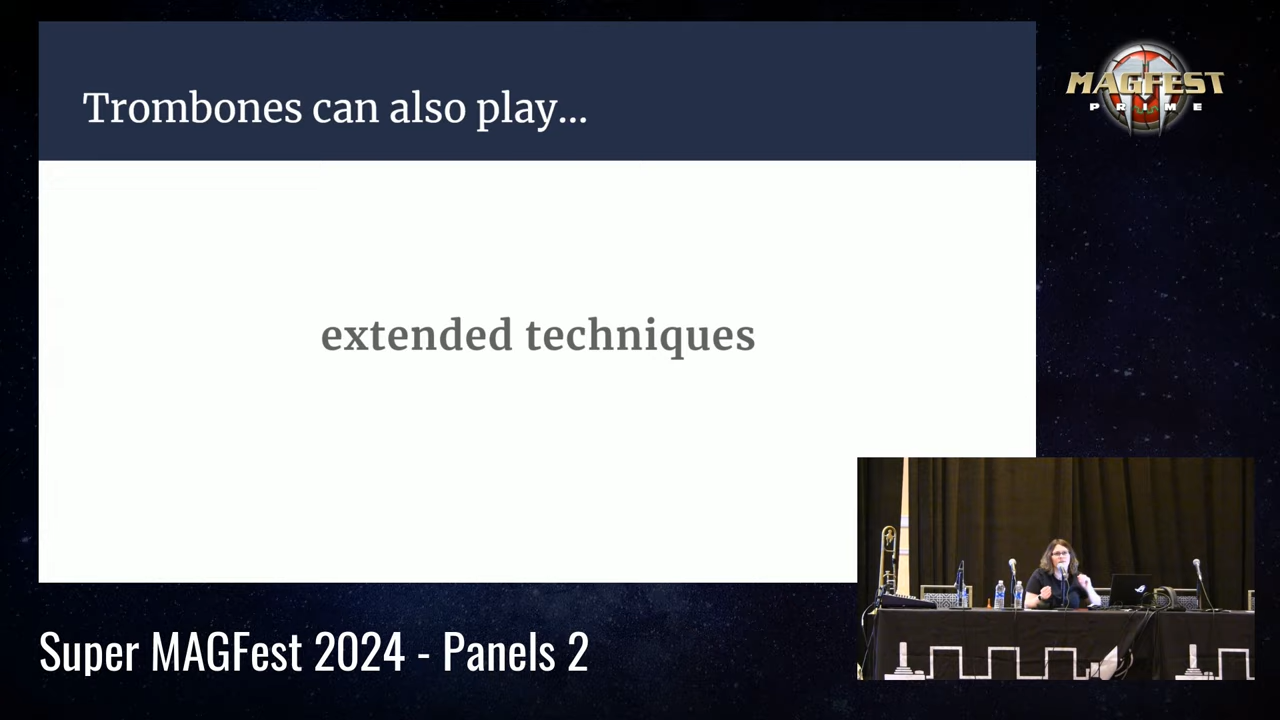 Trombones can also play...
MAGFEST
PRIME
extended techniques
Super MAGFest 2024 - Panels 2